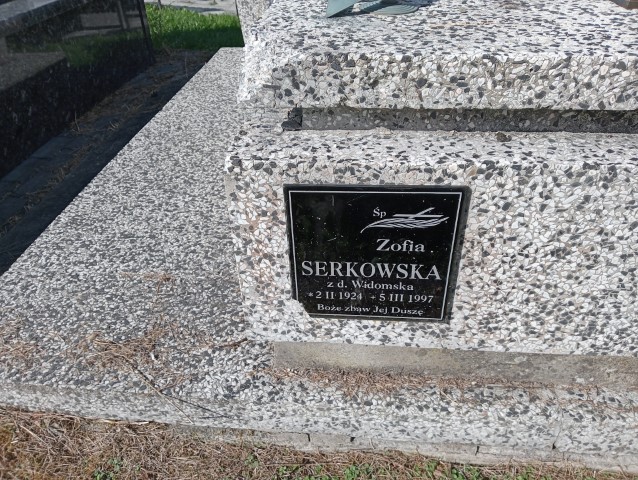 Śp
Zofia
SERKOWSKA
z d. Widomska
*2 II 1924 +5 III 1997
Boże zbaw Jej Duszę